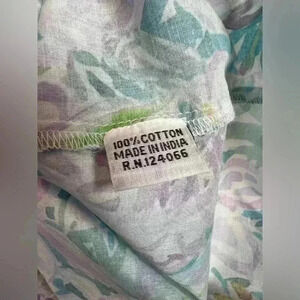 100% COTTON
MADE IN INDIA
R.N.124066